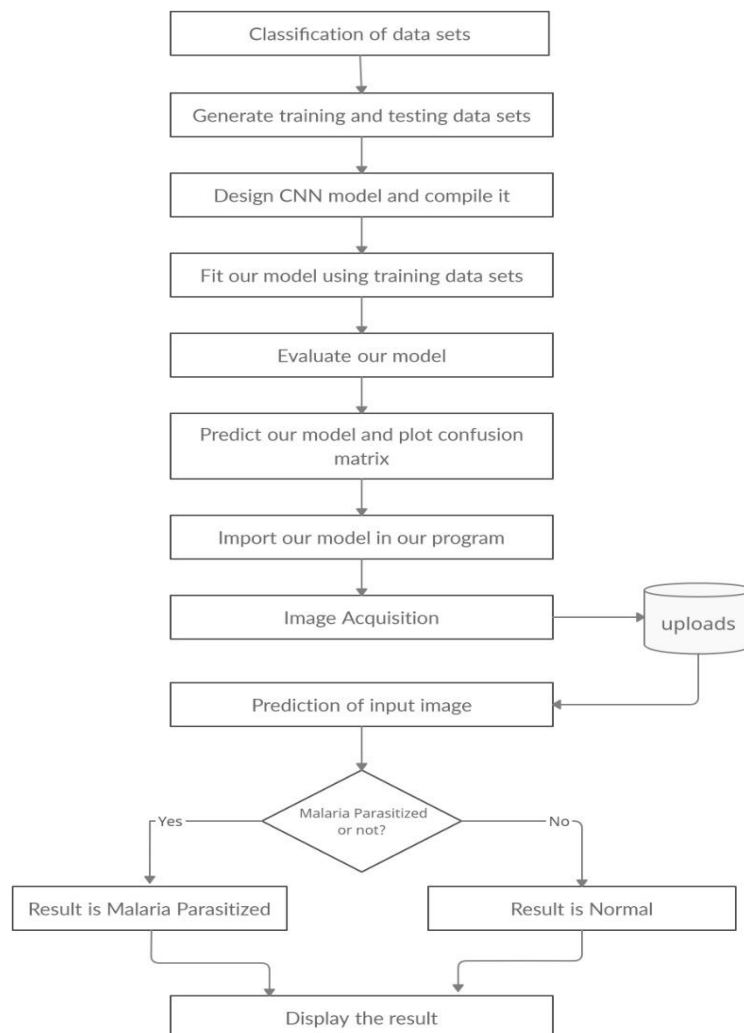 Classification of data sets
Generate training and testing data sets
Design CNN model and compile it
Fit our model using training data sets
Evaluate our model
Predict our model and plot confusion
matrix
Import our model in our program
Image Acquisition
uploads
Prediction of input image
Malaria Parasitized
or not?
Yes
No
Result is Malaria Parasitized
Result is Normal
Display the result